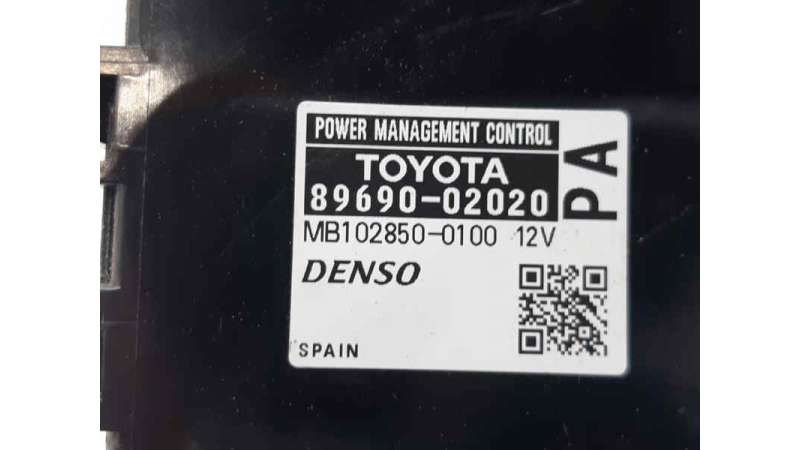 POWER MANAGEMENT CONTROL
TOYOTA
89690-02020
PA
MB102850-0100 12V
DENSO
SPAIN